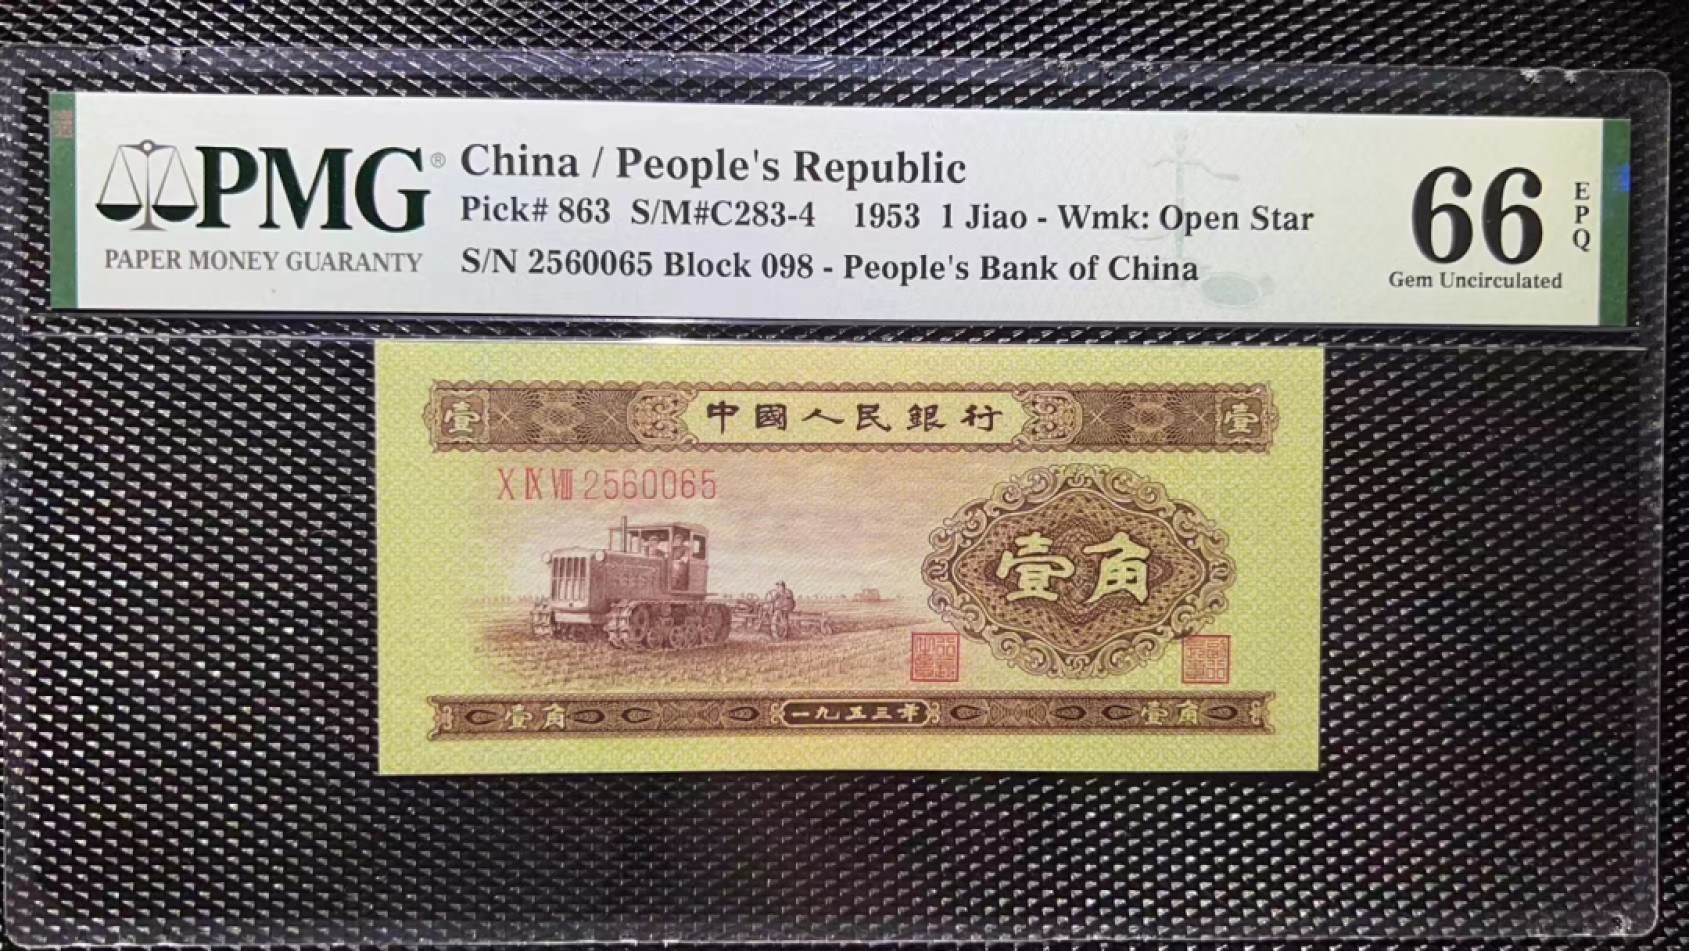 PMG®
PAPER MONEY GUARANTY
China / People's Republic
Pick# 863 S/M#C283-4 1953 1 Jiao - Wmk: Open Star
S/N 2560065 Block 098 - People's Bank of China
66
EPQ
Gem Uncirculated
壹 中國人民銀行 壹
X IX VIII 2560065
壹角
壹角 一九五三年 壹角